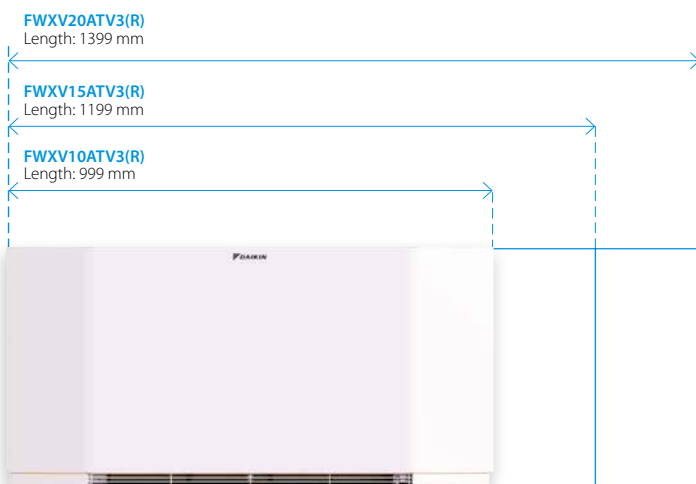 FWXV20ATV3(R)
Length: 1399 mm
FWXV15ATV3(R)
Length: 1199 mm
FWXV10ATV3(R)
Length: 999 mm
DAIKIN